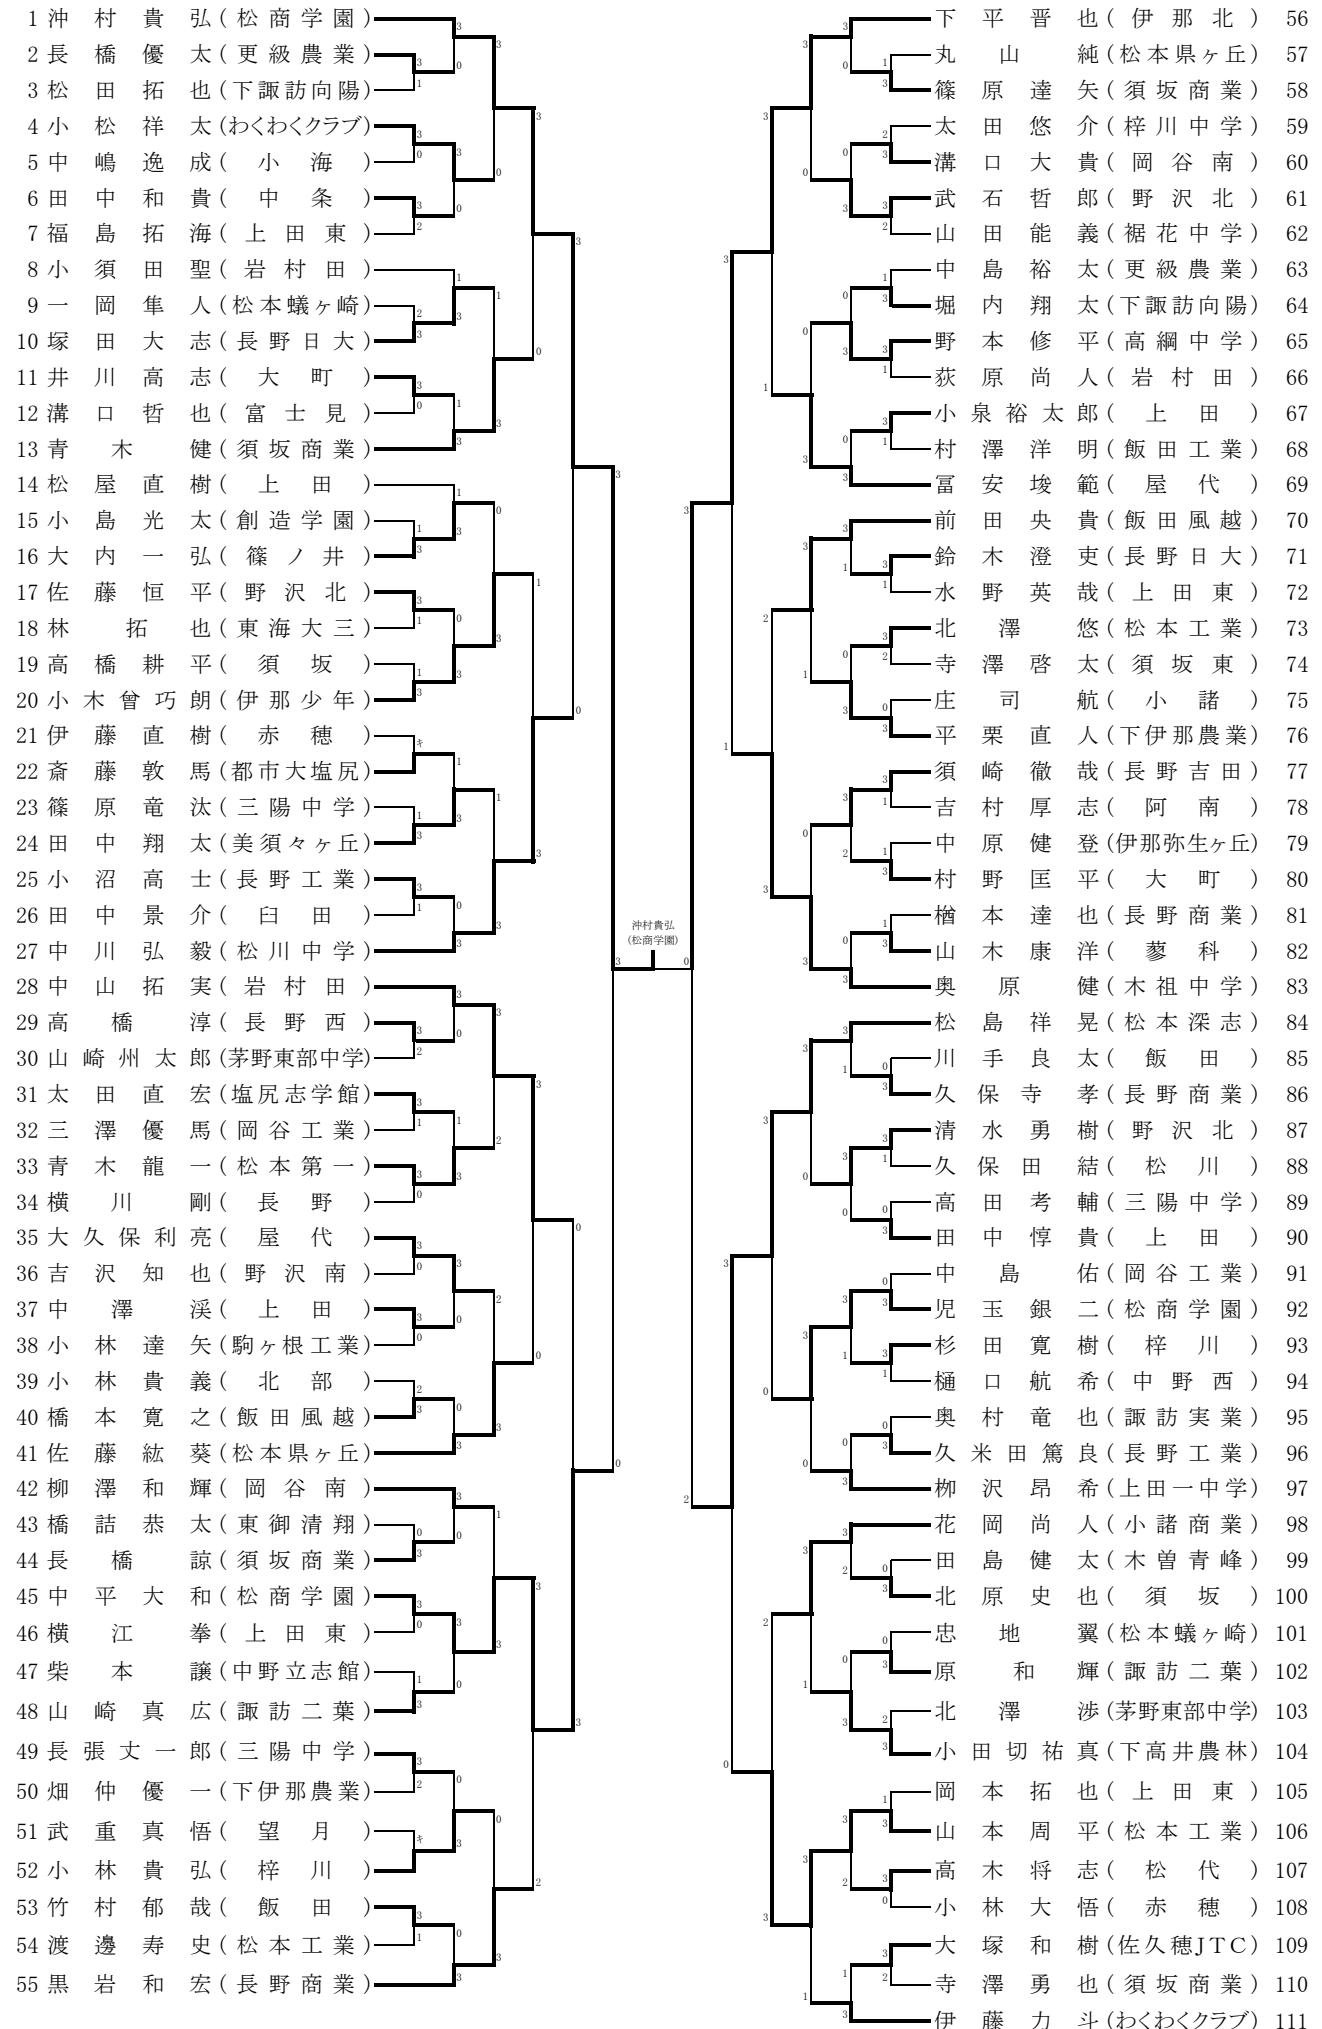 1 沖村貴弘(松商学園)
2 長橋優太(更級農業)
3 松田拓也(下諏訪向陽)
4 小松祥太(わくわくクラブ)
5 中嶋逸成(小海)
6 田中和貴(中条)
7 福島拓海(上田東)
8 小須田聖(岩村田)
9 一岡隼人(松本蟻ヶ崎)
10 塚田大志(長野日大)
11 井川高志(大町)
12 溝口哲也(富士見)
13 青木健(須坂商業)
14 松屋直樹(上田)
15 小島光太(創造学園)
16 大内一弘(篠ノ井)
17 佐藤恒平(野沢北)
18 林拓也(東海大三)
19 高橋耕平(須坂)
20 小木曾巧朗(伊那少年)
21 伊藤直樹(赤穂)
22 斎藤敦馬(都市大塩尻)
23 篠原竜汰(三陽中学)
24 田中翔太(美須々ヶ丘)
25 小沼高士(長野工業)
26 田中景介(臼田)
27 中川弘毅(松川中学)
28 中山拓実(岩村田)
29 高橋淳(長野西)
30 山崎州太郎(茅野東部中学)
31 太田直宏(塩尻志学館)
32 三澤優馬(岡谷工業)
33 青木龍一(松本第一)
34 横川剛(長野)
35 大久保利亮(屋代)
36 吉沢知也(野沢南)
37 中澤渓(上田)
38 小林達矢(駒ヶ根工業)
39 小林貴義(北部)
40 橋本寛之(飯田風越)
41 佐藤紘葵(松本県ヶ丘)
42 柳澤和輝(岡谷南)
43 橋詰恭太(東御清翔)
44 長橋諒(須坂商業)
45 中平大和(松商学園)
46 横江拳(上田東)
47 柴本譲(中野立志館)
48 山崎真広(諏訪二葉)
49 長張丈一郎(三陽中学)
50 畑仲優一(下伊那農業)
51 武重真悟(望月)
52 小林貴弘(梓川)
53 竹村郁哉(飯田)
54 渡邊寿史(松本工業)
55 黒岩和宏(長野商業)
沖村貴弘
(松商学園)
下平晋也(伊那北) 56
丸山純(松本県ヶ丘) 57
篠原達矢(須坂商業) 58
太田悠介(梓川中学) 59
溝口大貴(岡谷南) 60
武石哲郎(野沢北) 61
山田能義(裾花中学) 62
中島裕太(更級農業) 63
堀内翔太(下諏訪向陽) 64
野本修平(高綱中学) 65
荻原尚人(岩村田) 66
小泉裕太郎(上田) 67
村澤洋明(飯田工業) 68
冨安埈範(屋代) 69
前田央貴(飯田風越) 70
鈴木澄吏(長野日大) 71
水野英哉(上田東) 72
北澤悠(松本工業) 73
寺澤啓太(須坂東) 74
庄司航(小諸) 75
平栗直人(下伊那農業) 76
須崎徹哉(長野吉田) 77
吉村厚志(阿南) 78
中原健登(伊那弥生ヶ丘) 79
村野匡平(大町) 80
楢本達也(長野商業) 81
山木康洋(蓼科) 82
奥原健(木祖中学) 83
松島祥晃(松本深志) 84
川手良太(飯田) 85
久保寺孝(長野商業) 86
清水勇樹(野沢北) 87
久保田結(松川) 88
高田考輔(三陽中学) 89
田中惇貴(上田) 90
中島佑(岡谷工業) 91
児玉銀二(松商学園) 92
杉田寛樹(梓川) 93
樋口航希(中野西) 94
奥村竜也(諏訪実業) 95
久米田篤良(長野工業) 96
栁沢昂希(上田一中学) 97
花岡尚人(小諸商業) 98
田島健太(木曽青峰) 99
北原史也(須坂) 100
忠地翼(松本蟻ヶ崎) 101
原和輝(諏訪二葉) 102
北澤渉(茅野東部中学) 103
小田切祐真(下高井農林) 104
岡本拓也(上田東) 105
山本周平(松本工業) 106
高木将志(松代) 107
小林大悟(赤穂) 108
大塚和樹(佐久穂JTC) 109
寺澤勇也(須坂商業) 110
伊藤力斗(わくわくクラブ) 111